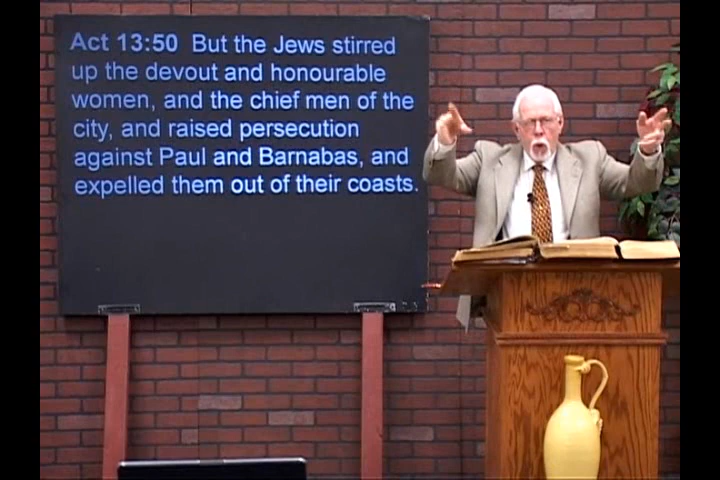 Act 13:50 But the Jews stirred
up the devout and honourable
women, and the chief men of the
city, and raised persecution
against Paul and Barnabas, and
expelled them out of their coasts.